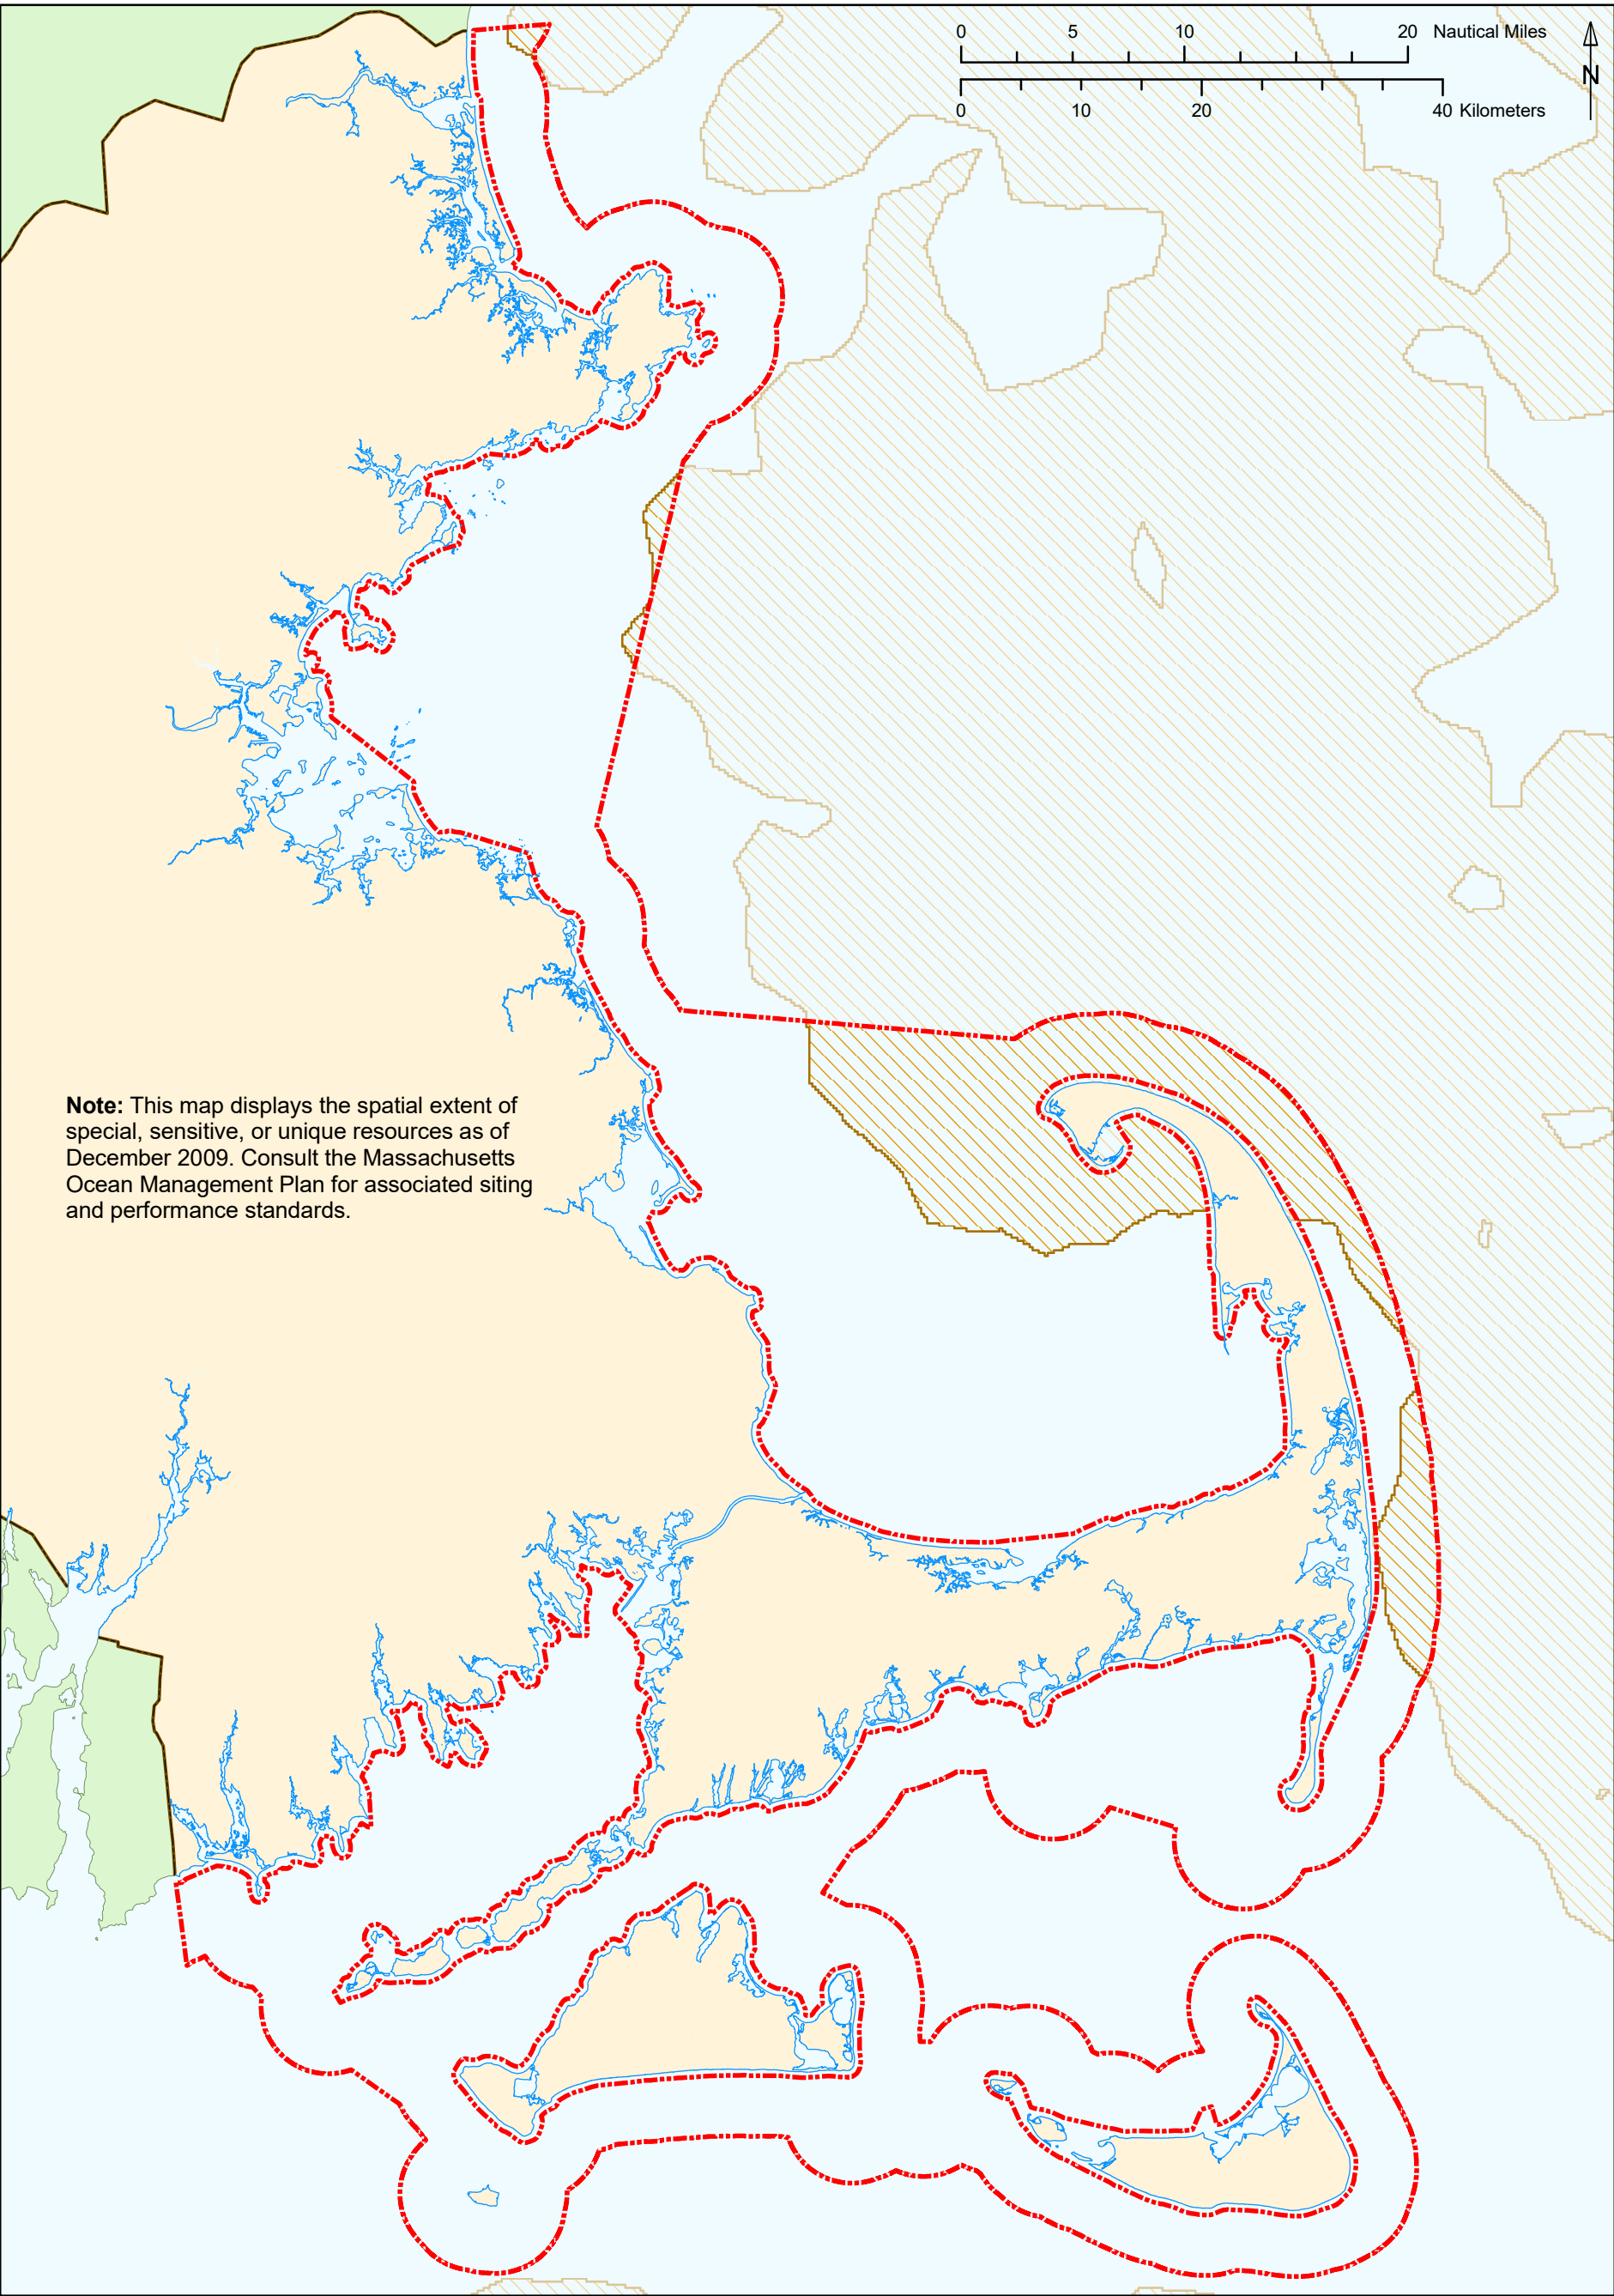 0 5 10 20 Nautical Miles
0 10 20 40 Kilometers
N
Note: This map displays the spatial extent of
special, sensitive, or unique resources as of
December 2009. Consult the Massachusetts
Ocean Management Plan for associated siting
and performance standards.